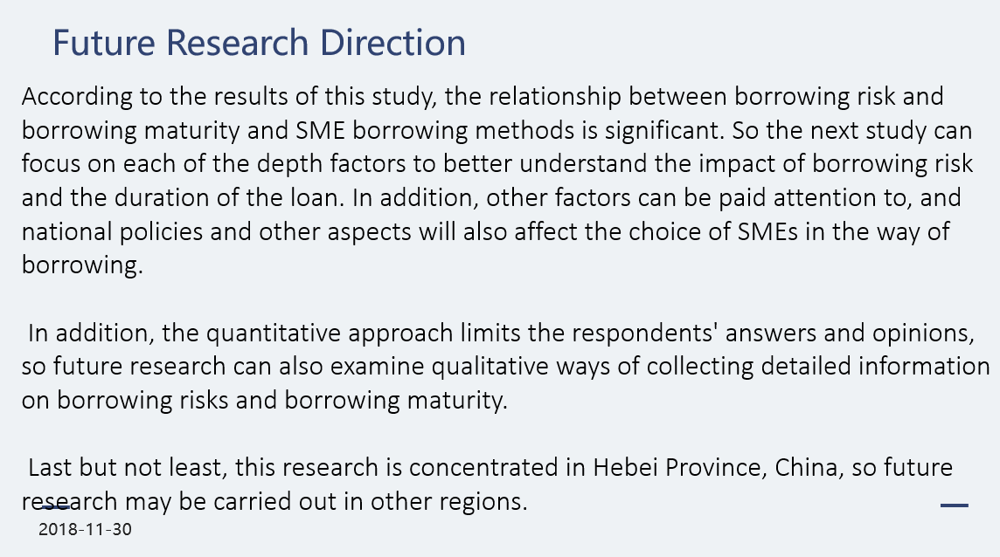 Future Research Direction
According to the results of this study, the relationship between borrowing risk and
borrowing maturity and SME borrowing methods is significant. So the next study can
focus on each of the depth factors to better understand the impact of borrowing risk
and the duration of the loan. In addition, other factors can be paid attention to, and
national policies and other aspects will also affect the choice of SMEs in the way of
borrowing.
In addition, the quantitative approach limits the respondents' answers and opinions,
so future research can also examine qualitative ways of collecting detailed information
on borrowing risks and borrowing maturity.
Last but not least, this research is concentrated in Hebei Province, China, so future
research may be carried out in other regions.
2018-11-30